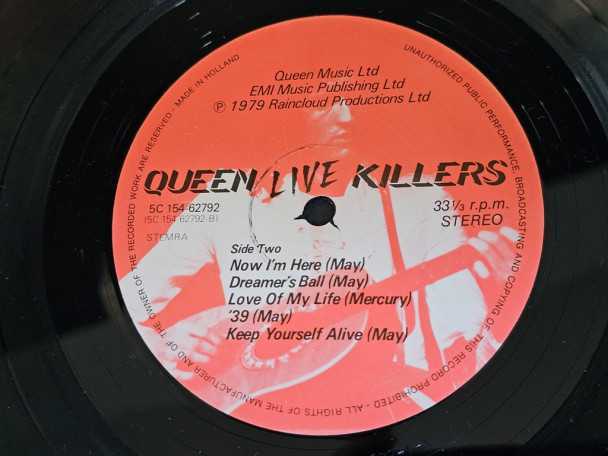 Queen Music Ltd
EMI Music Publishing Ltd
℗ 1979 Raincloud Productions Ltd
QUEEN/LIVE KILLERS
5C 154-62792
(5C 154-62792-B)
STEMRA
33⅓ r.p.m.
STEREO
Side Two
Now I'm Here (May)
Dreamer's Ball (May)
Love Of My Life (Mercury)
'39 (May)
Keep Yourself Alive (May)
UNAUTHORIZED PUBLIC PERFORMANCE, BROADCASTING AND COPYING OF THIS RECORD PROHIBITED - ALL RIGHTS OF THE MANUFACTURER AND OF THE OWNER OF THE RECORDED WORK ARE RESERVED - MADE IN HOLLAND